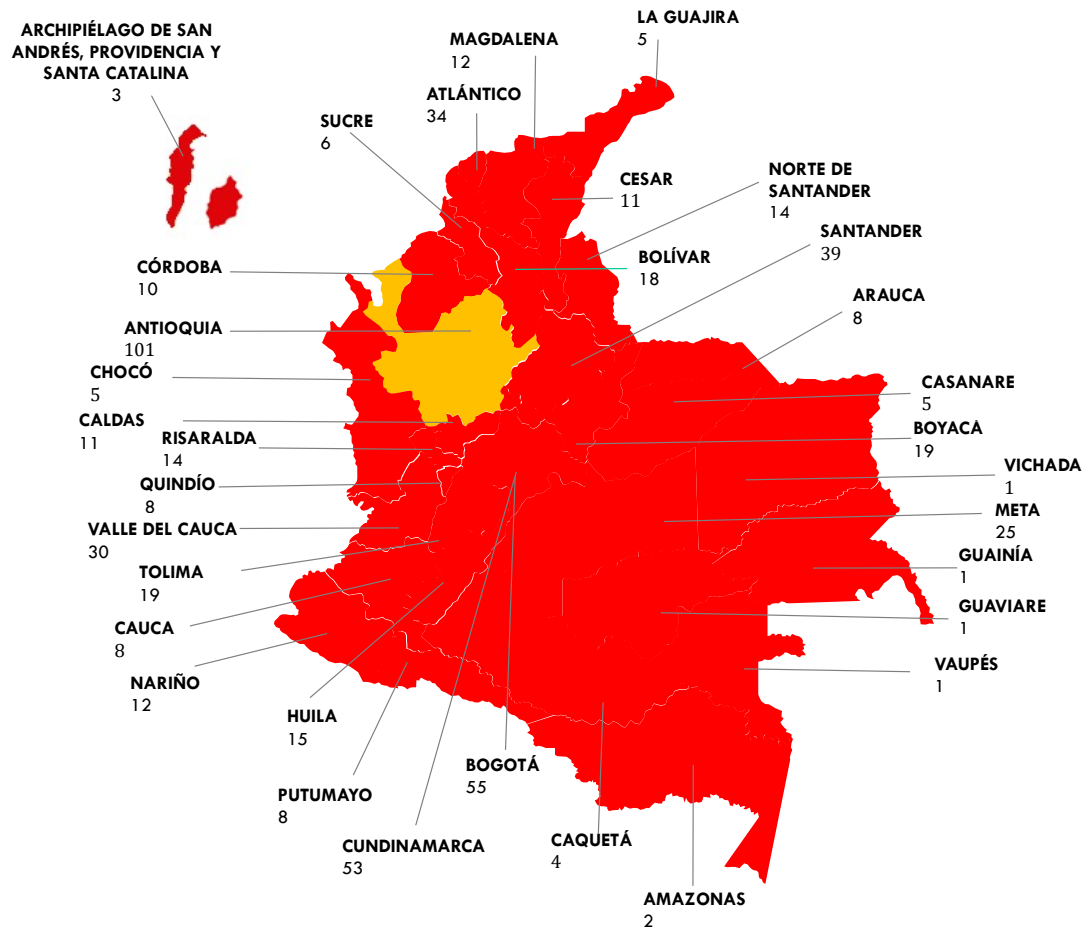 ARCHIPIÉLAGO DE SAN
ANDRÉS, PROVIDENCIA Y
SANTA CATALINA
3
LA GUAJIRA
5
MAGDALENA
12
ATLÁNTICO
34
SUCRE
6
CESAR
11
NORTE DE
SANTANDER
14
SANTANDER
39
BOLÍVAR
18
CÓRDOBA
10
ARAUCA
8
ANTIOQUIA
101
CHOCÓ
5
CASANARE
5
CALDAS
11
BOYACÀ
19
RISARALDA
14
VICHADA
1
QUINDÍO
8
META
25
VALLE DEL CAUCA
30
GUAINÍA
1
TOLIMA
19
GUAVIARE
1
CAUCA
8
VAUPÉS
1
NARIÑO
12
HUILA
15
BOGOTÁ
55
PUTUMAYO
8
CUNDINAMARCA
53
CAQUETÁ
4
AMAZONAS
2